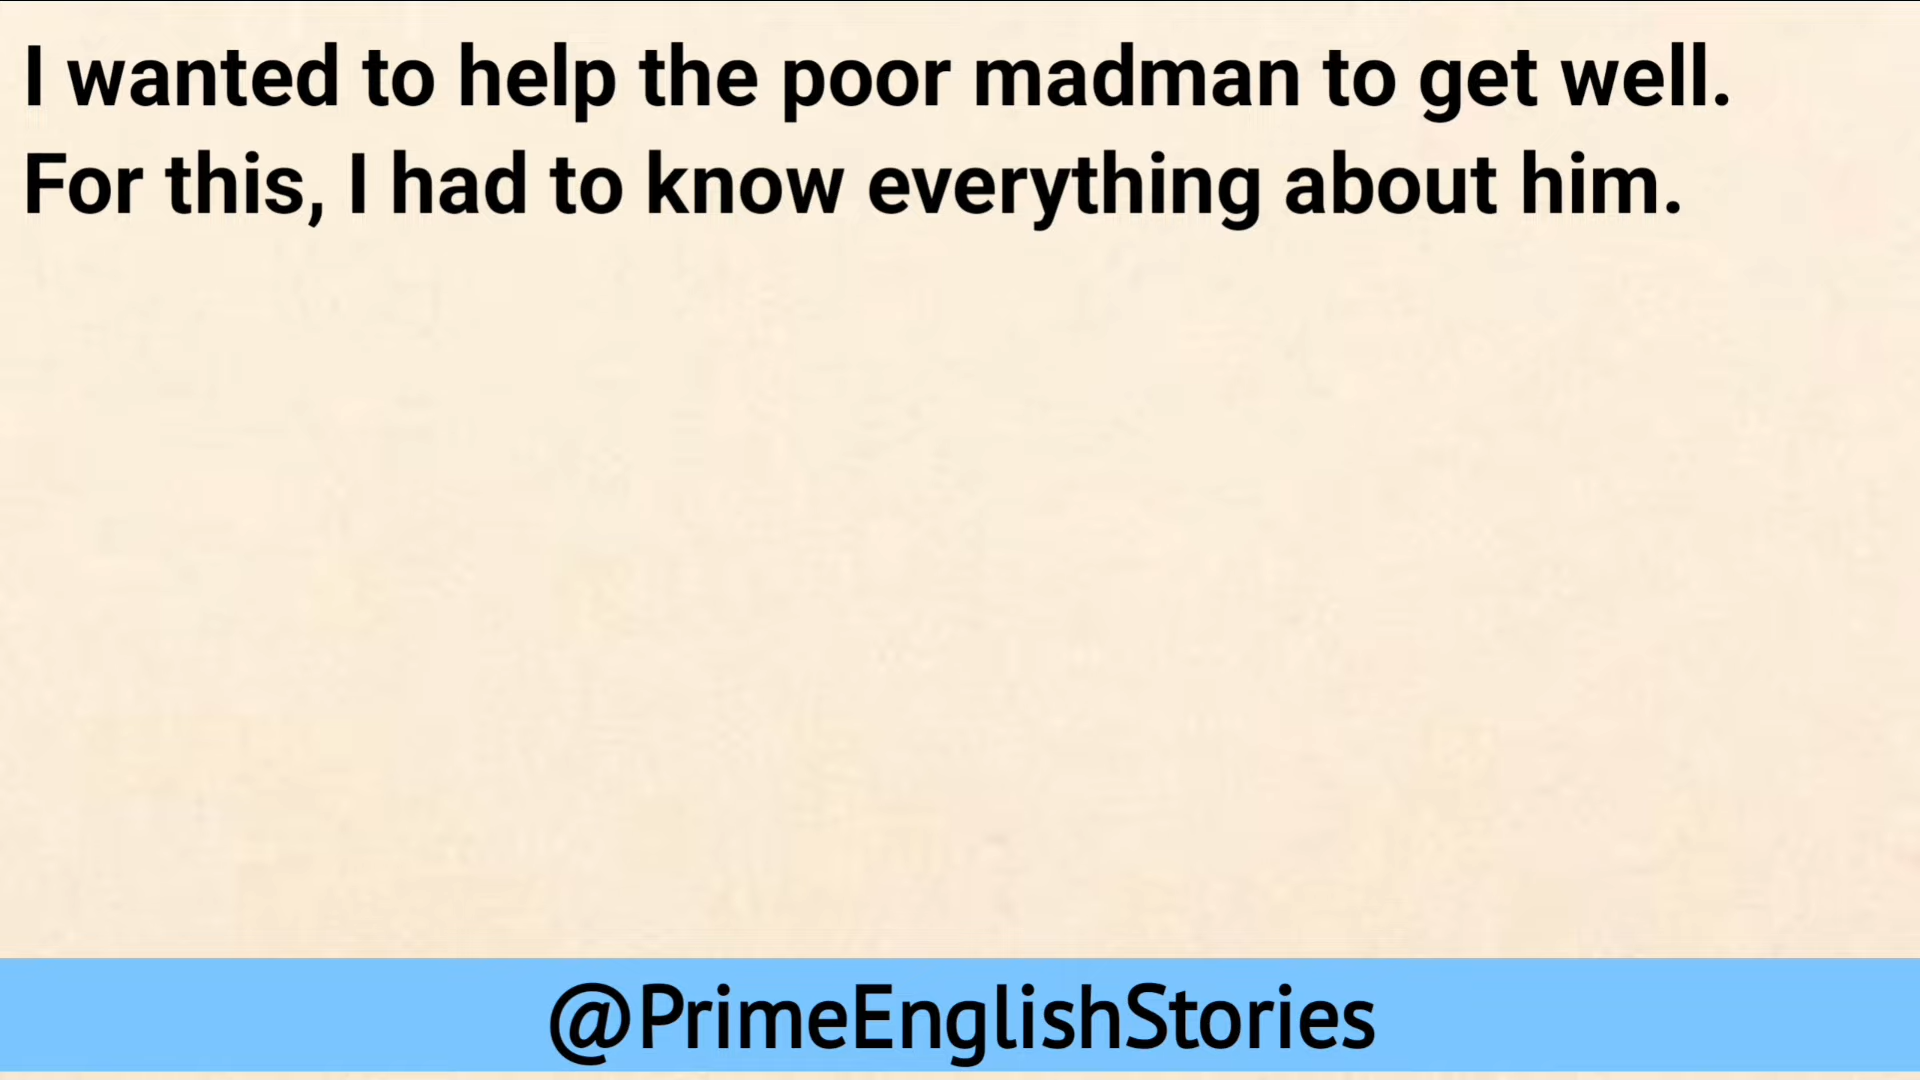 I wanted to help the poor madman to get well.
For this, I had to know everything about him.
@PrimeEnglishStories